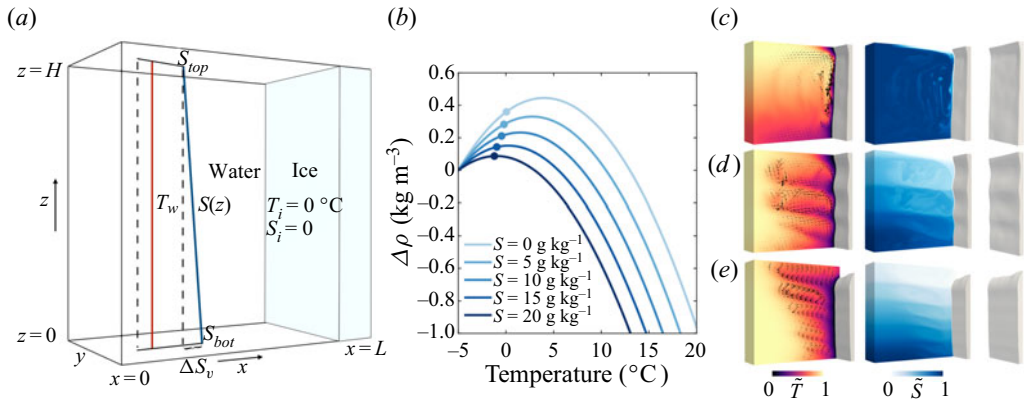 (a)
z = H
S_top
z
T_w
Water
S(z)
Ice
T_i = 0 °C
S_i = 0
z = 0
y
x = 0
ΔS_v
x
S_bot
x = L
(b)
Δρ (kg m⁻³)
0.6
0.4
0.2
0
−0.2
−0.4
−0.6
−0.8
−1.0
S = 0 g kg⁻¹
S = 5 g kg⁻¹
S = 10 g kg⁻¹
S = 15 g kg⁻¹
S = 20 g kg⁻¹
−5 0 5 10 15 20
Temperature (°C)
(c)
(d)
(e)
0 T̃ 1
0 S̃ 1